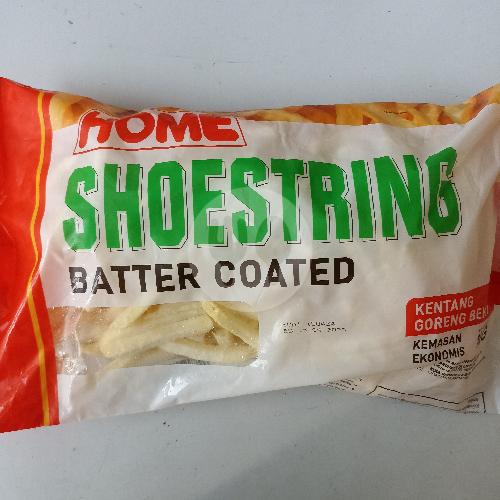 HOME
SHOESTRING
BATTER COATED
KENTANG
GORENG BEKU
KEMASAN
EKONOMIS